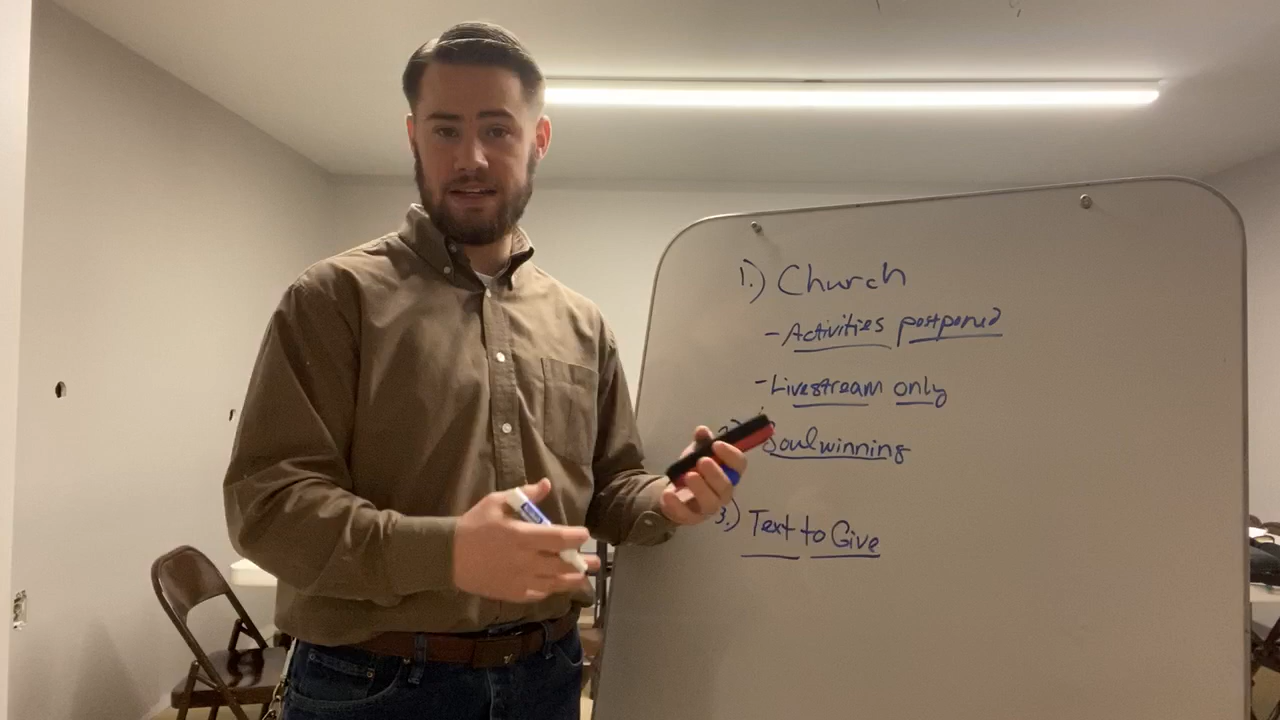 1.) Church
- Activities postponed
- Livestream only
2.) Soulwinning
3.) Text to Give